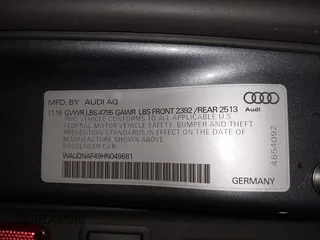 MFD. BY AUDI AG
11 16 GVWR LBS 4795 GAWR LBS FRONT 2392 / REAR 2513
THIS VEHICLE CONFORMS TO ALL APPLICABLE U.S.
FEDERAL MOTOR VEHICLE SAFETY, BUMPER AND THEFT
PREVENTION STANDARDS IN EFFECT ON THE DATE OF
MANUFACTURE SHOWN ABOVE
PASSENGER CAR
WAUDNAF49HN049681
Audi
4654092
GERMANY